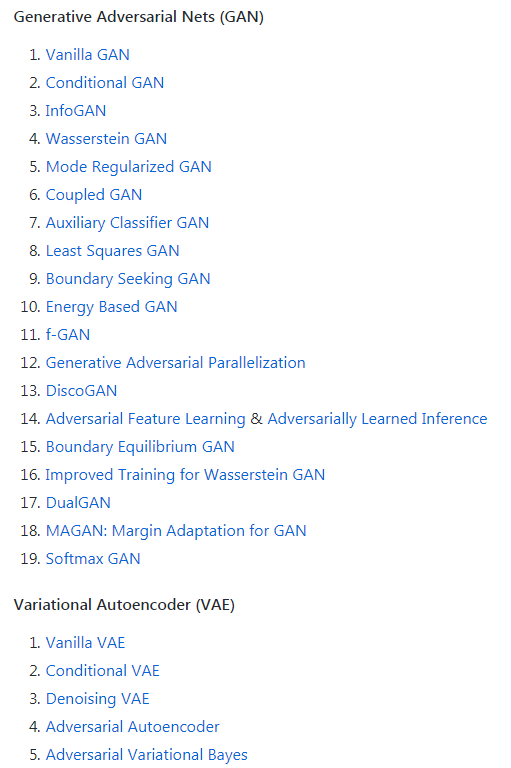 Generative Adversarial Nets (GAN)
1. Vanilla GAN
2. Conditional GAN
3. InfoGAN
4. Wasserstein GAN
5. Mode Regularized GAN
6. Coupled GAN
7. Auxiliary Classifier GAN
8. Least Squares GAN
9. Boundary Seeking GAN
10. Energy Based GAN
11. f-GAN
12. Generative Adversarial Parallelization
13. DiscoGAN
14. Adversarial Feature Learning & Adversarially Learned Inference
15. Boundary Equilibrium GAN
16. Improved Training for Wasserstein GAN
17. DualGAN
18. MAGAN: Margin Adaptation for GAN
19. Softmax GAN
Variational Autoencoder (VAE)
1. Vanilla VAE
2. Conditional VAE
3. Denoising VAE
4. Adversarial Autoencoder
5. Adversarial Variational Bayes